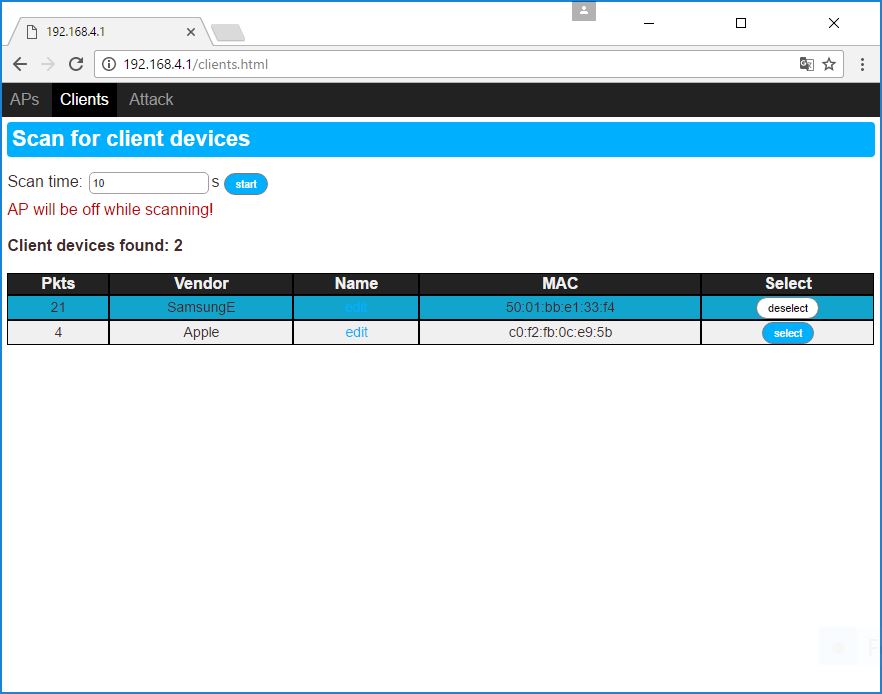 192.168.4.1
192.168.4.1/clients.html
APs Clients Attack
Scan for client devices
Scan time: 10 s start
AP will be off while scanning!
Client devices found: 2
Pkts Vendor Name MAC Select
21 SamsungE edit 50:01:bb:e1:33:f4 deselect
4 Apple edit c0:f2:fb:0c:e9:5b select